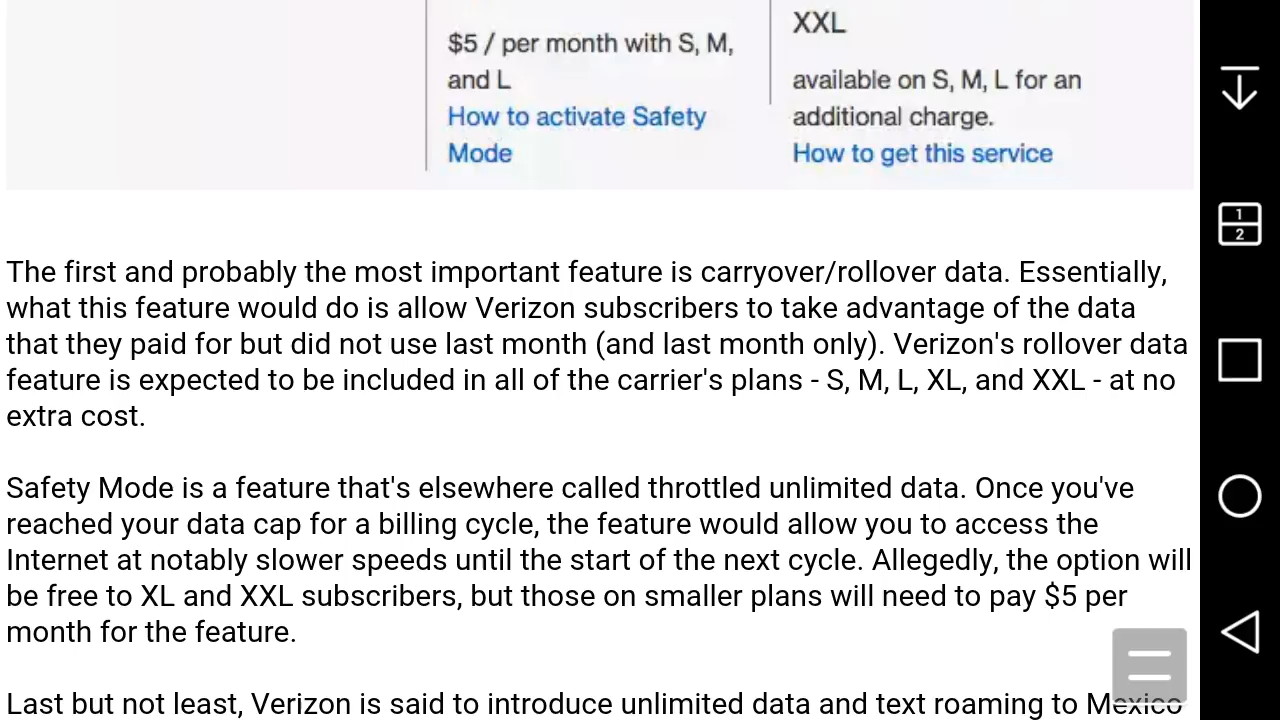 XXL
$5 / per month with S, M,
and L
available on S, M, L for an
How to activate Safety
additional charge.
Mode
How to get this service
The first and probably the most important feature is carryover/rollover data. Essentially,
what this feature would do is allow Verizon subscribers to take advantage of the data
that they paid for but did not use last month (and last month only). Verizon's rollover data
feature is expected to be included in all of the carrier's plans - S, M, L, XL, and XXL - at no
extra cost.
Safety Mode is a feature that's elsewhere called throttled unlimited data. Once you've
reached your data cap for a billing cycle, the feature would allow you to access the
Internet at notably slower speeds until the start of the next cycle. Allegedly, the option will
be free to XL and XXL subscribers, but those on smaller plans will need to pay $5 per
month for the feature.
Last but not least, Verizon is said to introduce unlimited data and text roaming to Mexico
1
2